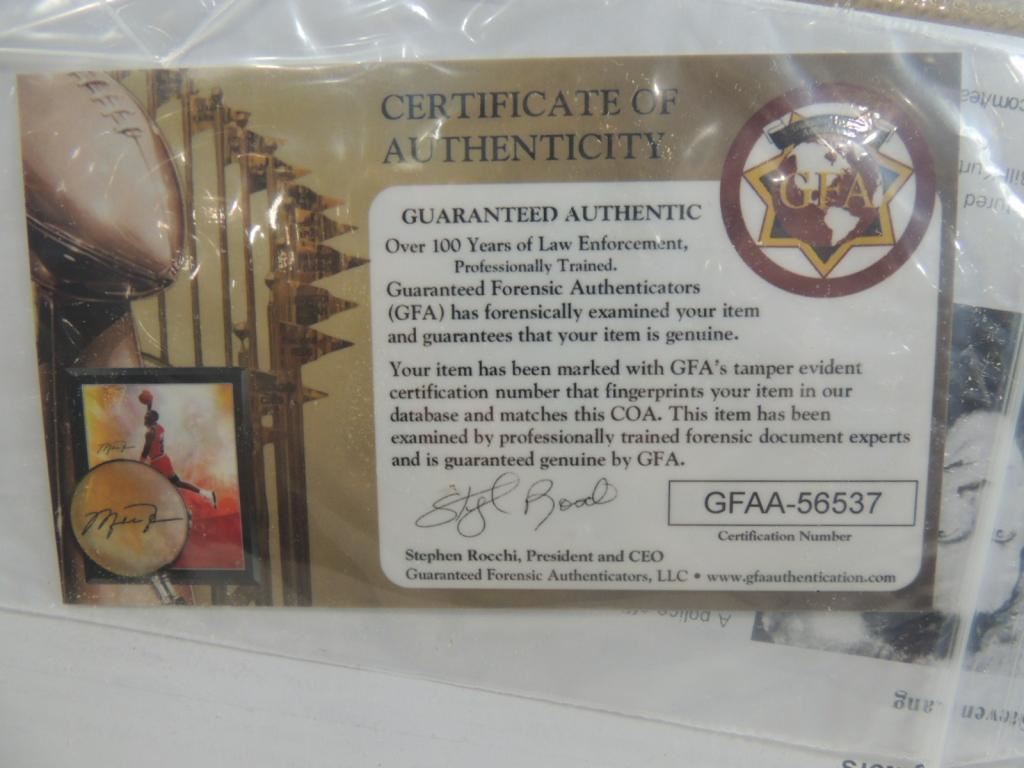 CERTIFICATE OF
AUTHENTICITY
GFA
GUARANTEED AUTHENTIC
Over 100 Years of Law Enforcement,
Professionally Trained.
Guaranteed Forensic Authenticators
(GFA) has forensically examined your item
and guarantees that your item is genuine.
Your item has been marked with GFA's tamper evident
certification number that fingerprints your item in our
database and matches this COA. This item has been
examined by professionally trained forensic document experts
and is guaranteed genuine by GFA.
GFAA-56537
Certification Number
Stephen Rocchi, President and CEO
Guaranteed Forensic Authenticators, LLC • www.gfaauthentication.com
A police